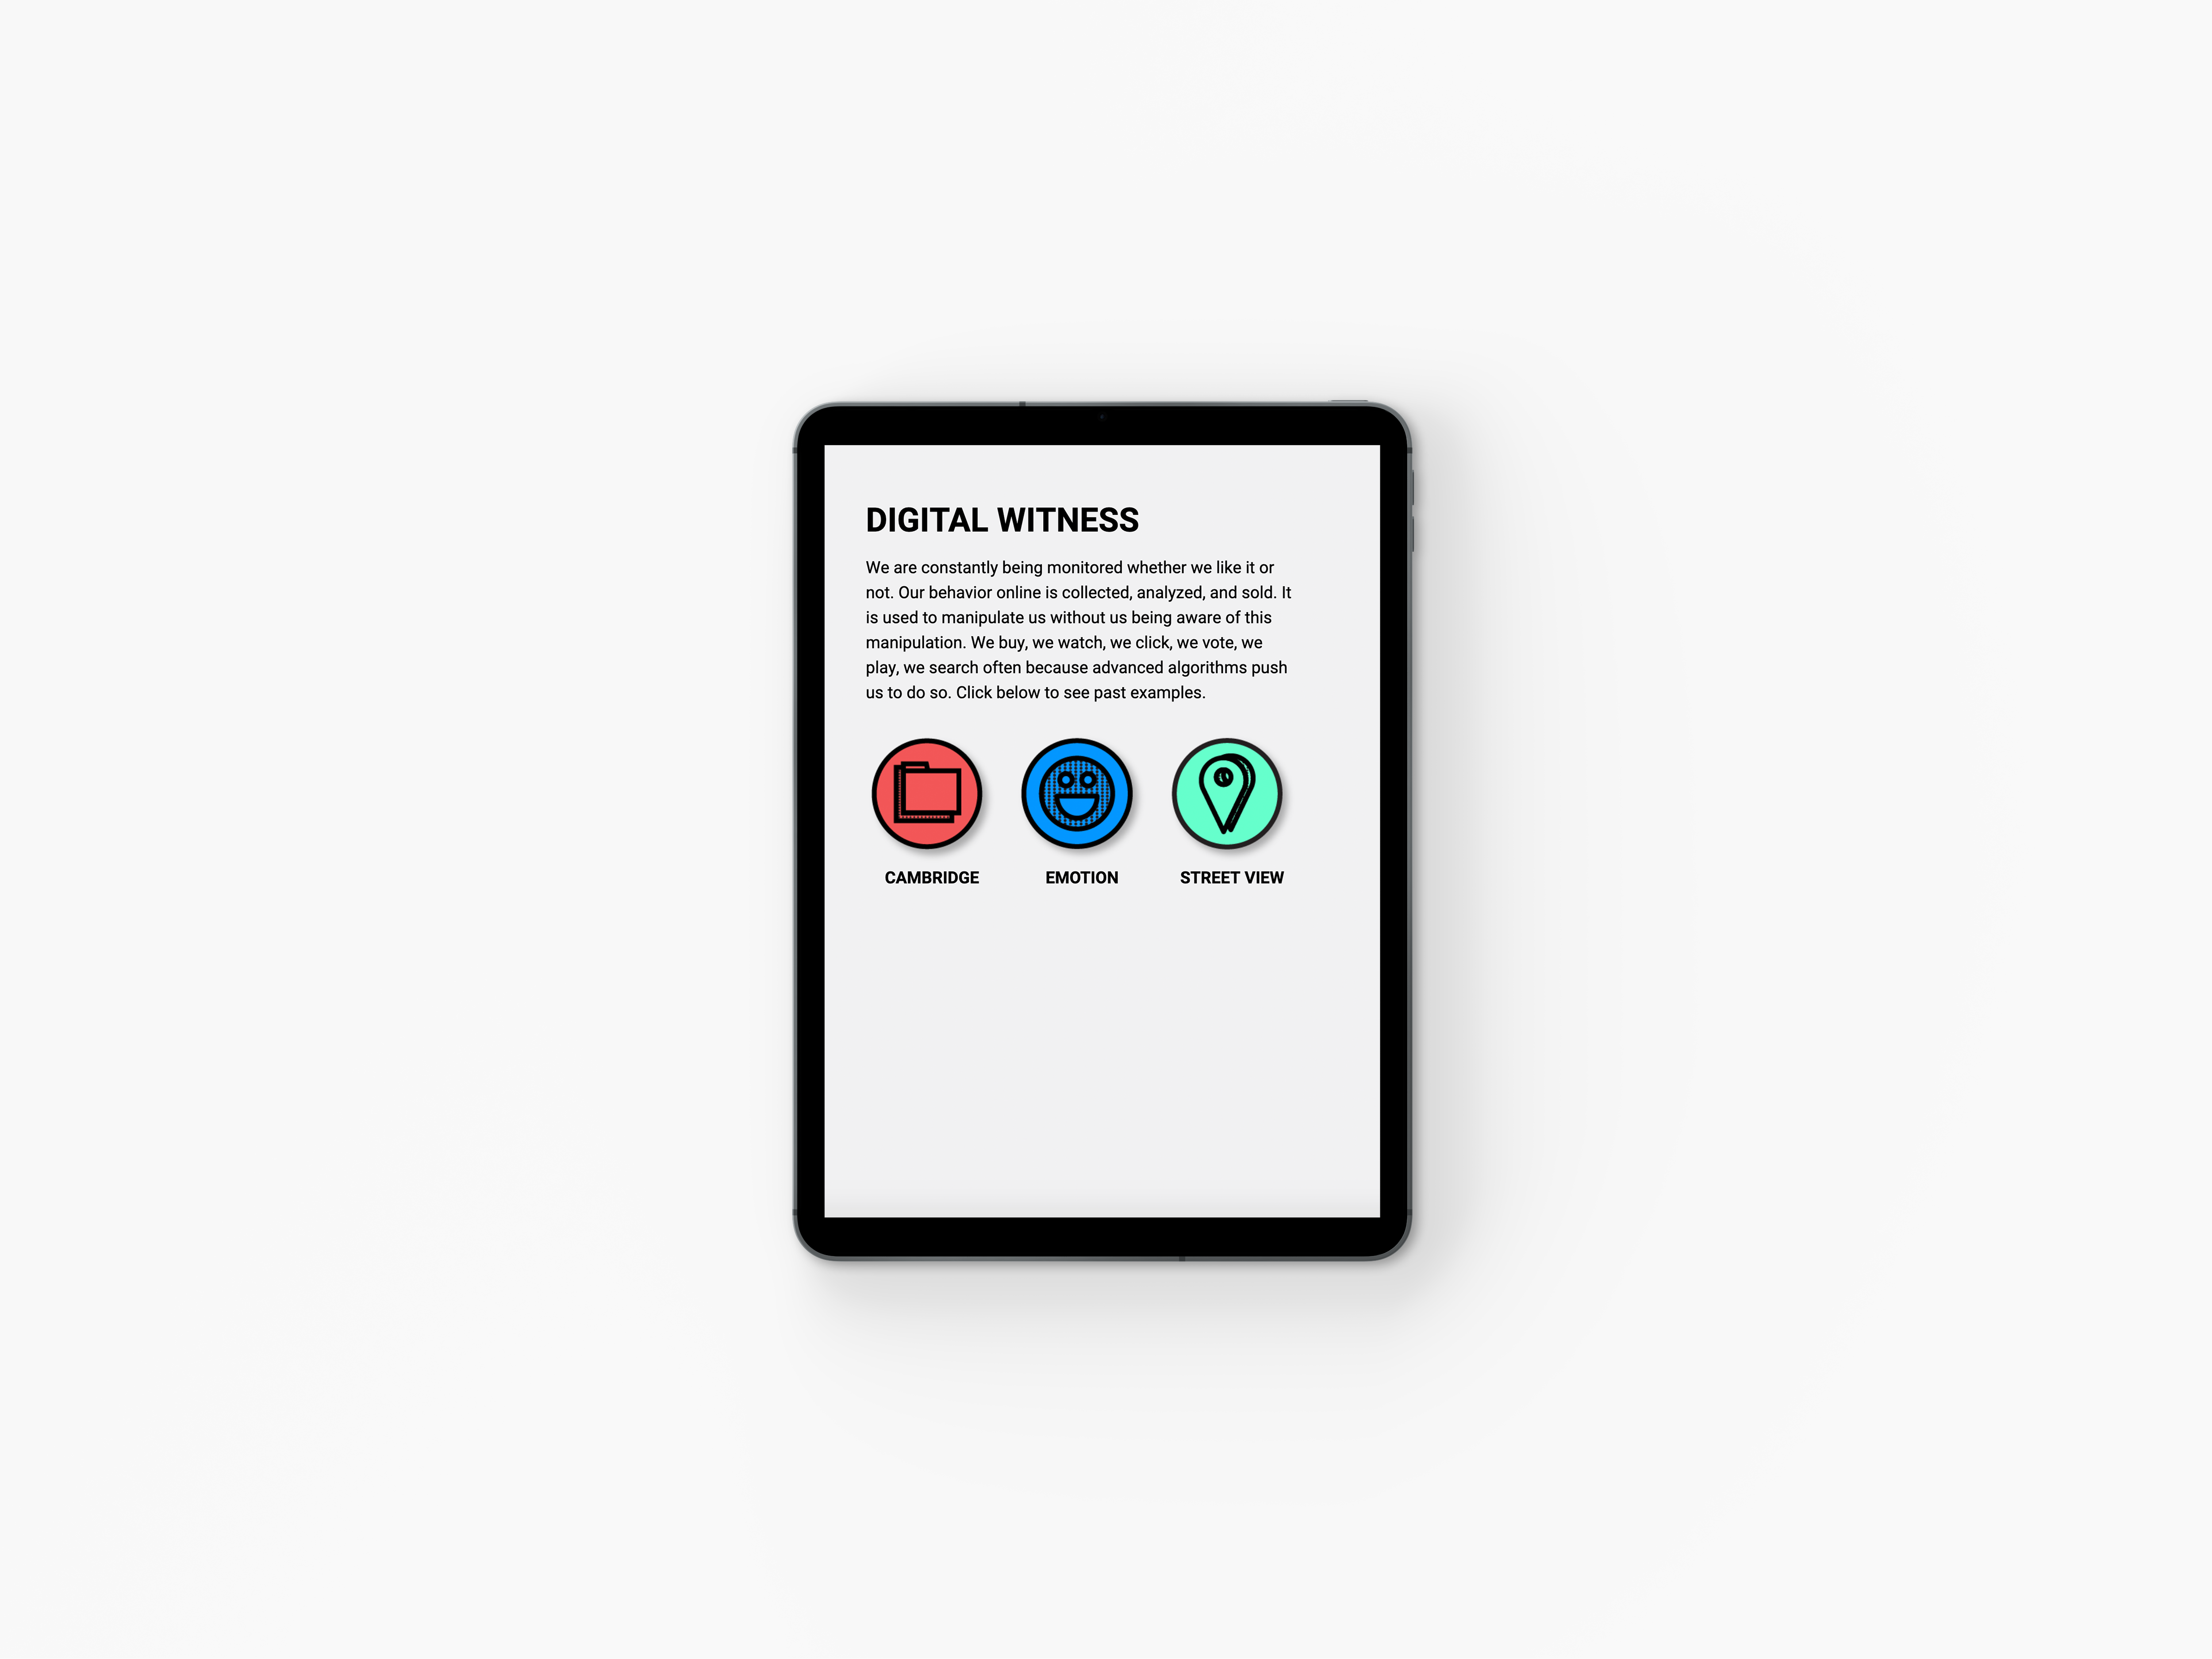 DIGITAL WITNESS
We are constantly being monitored whether we like it or
not. Our behavior online is collected, analyzed, and sold. It
is used to manipulate us without us being aware of this
manipulation. We buy, we watch, we click, we vote, we
play, we search often because advanced algorithms push
us to do so. Click below to see past examples.
CAMBRIDGE EMOTION STREET VIEW